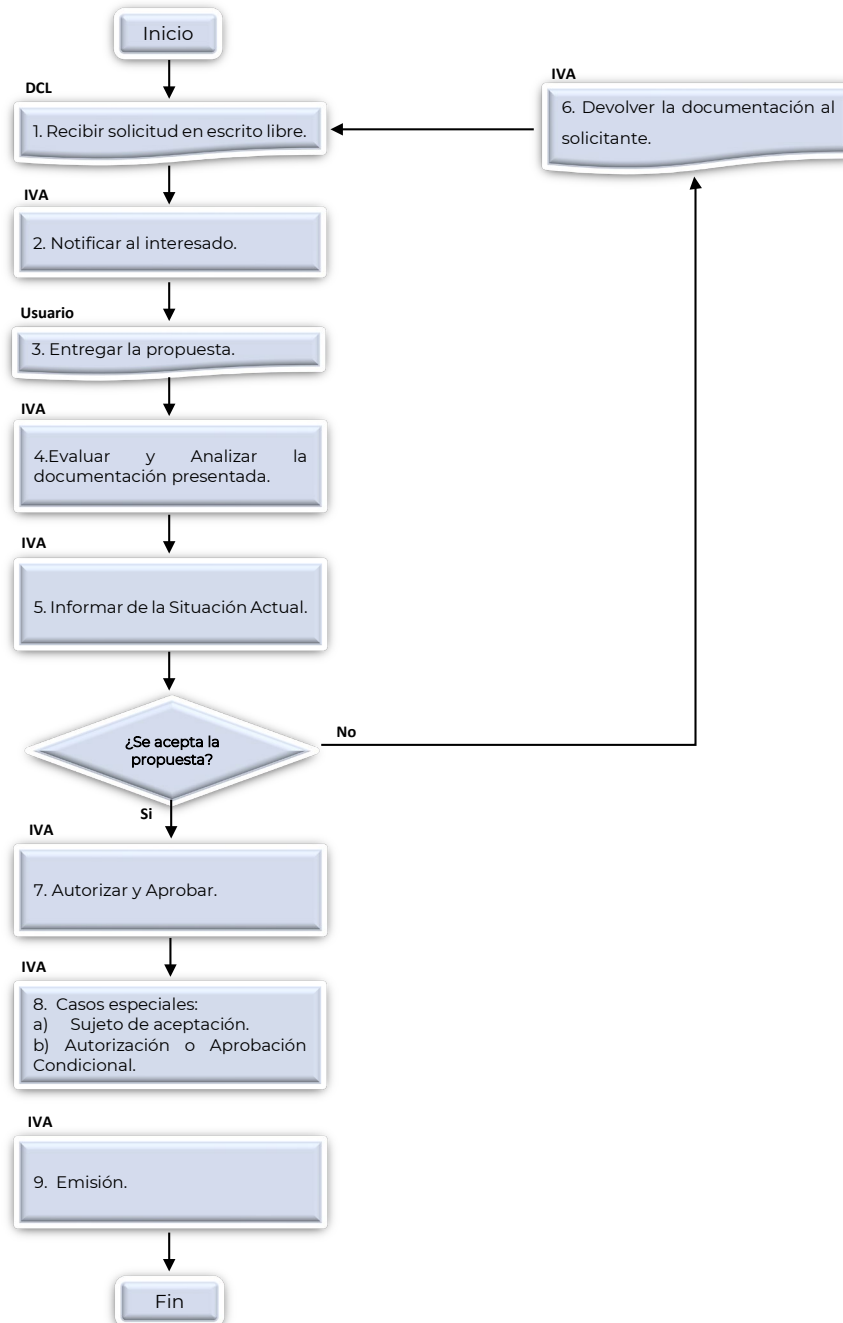 Inicio
DCL
1. Recibir solicitud en escrito libre.
IVA
6. Devolver la documentación al
solicitante.
IVA
2. Notificar al interesado.
Usuario
3. Entregar la propuesta.
IVA
4.Evaluar y Analizar la
documentación presentada.
IVA
5. Informar de la Situación Actual.
¿Se acepta la
propuesta?
No
Si
IVA
7. Autorizar y Aprobar.
IVA
8. Casos especiales:
a) Sujeto de aceptación.
b) Autorización o Aprobación
Condicional.
IVA
9. Emisión.
Fin